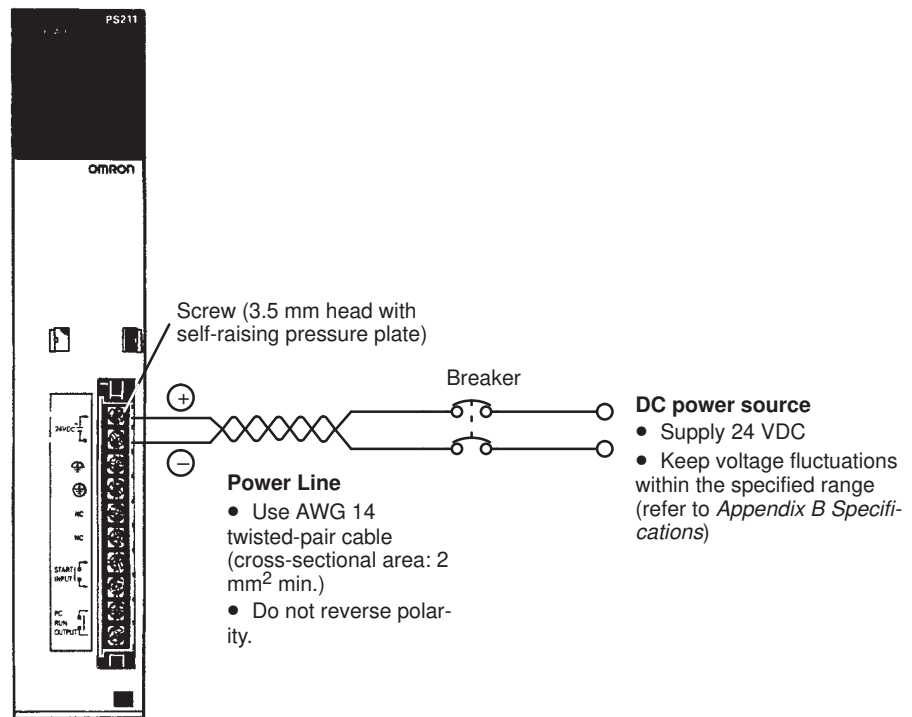 PS211
OMRON
Screw (3.5 mm head with
self-raising pressure plate)
Breaker
+
−
24VDC
NC
NC
START
INPUT
PC
RUN
OUTPUT
Power Line
• Use AWG 14
twisted-pair cable
(cross-sectional area: 2
mm² min.)
• Do not reverse polar-
ity.
DC power source
• Supply 24 VDC
• Keep voltage fluctuations
within the specified range
(refer to Appendix B Specifi-
cations)